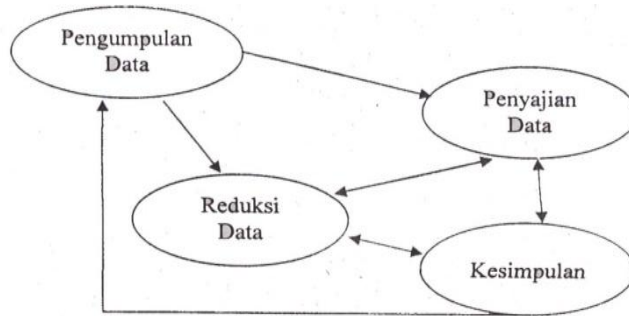 Pengumpulan
Data
Penyajian
Data
Reduksi
Data
Kesimpulan